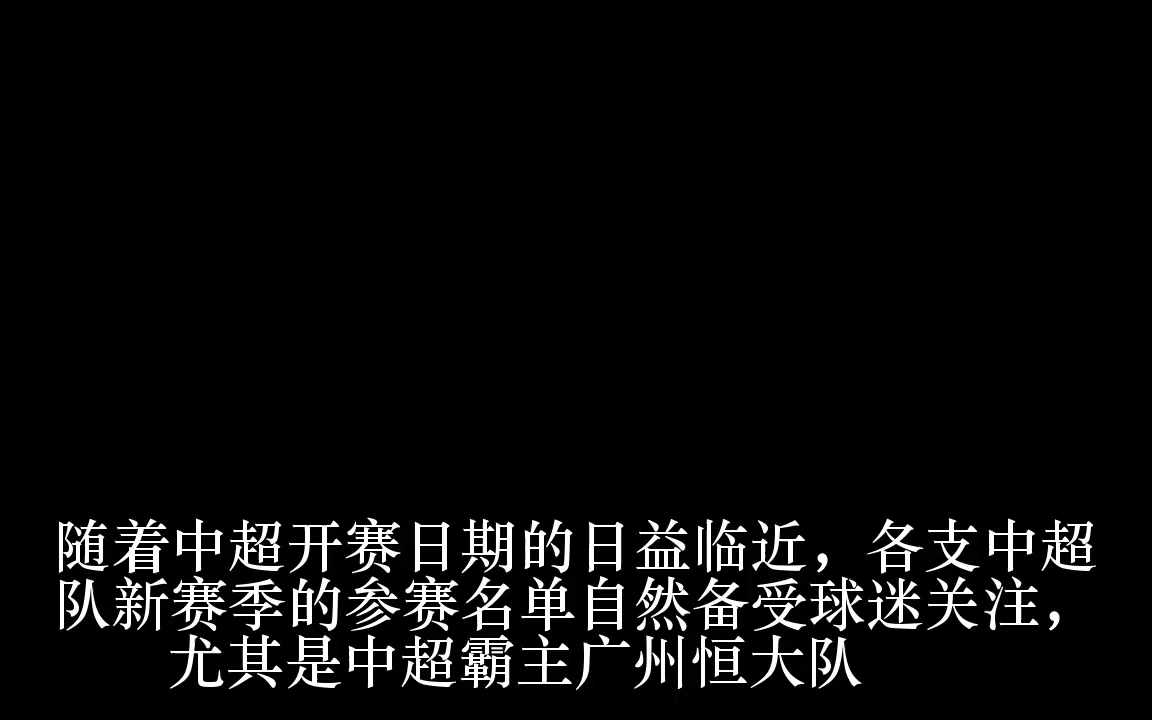 随着中超开赛日期的日益临近，各支中超
队新赛季的参赛名单自然备受球迷关注，
尤其是中超霸主广州恒大队